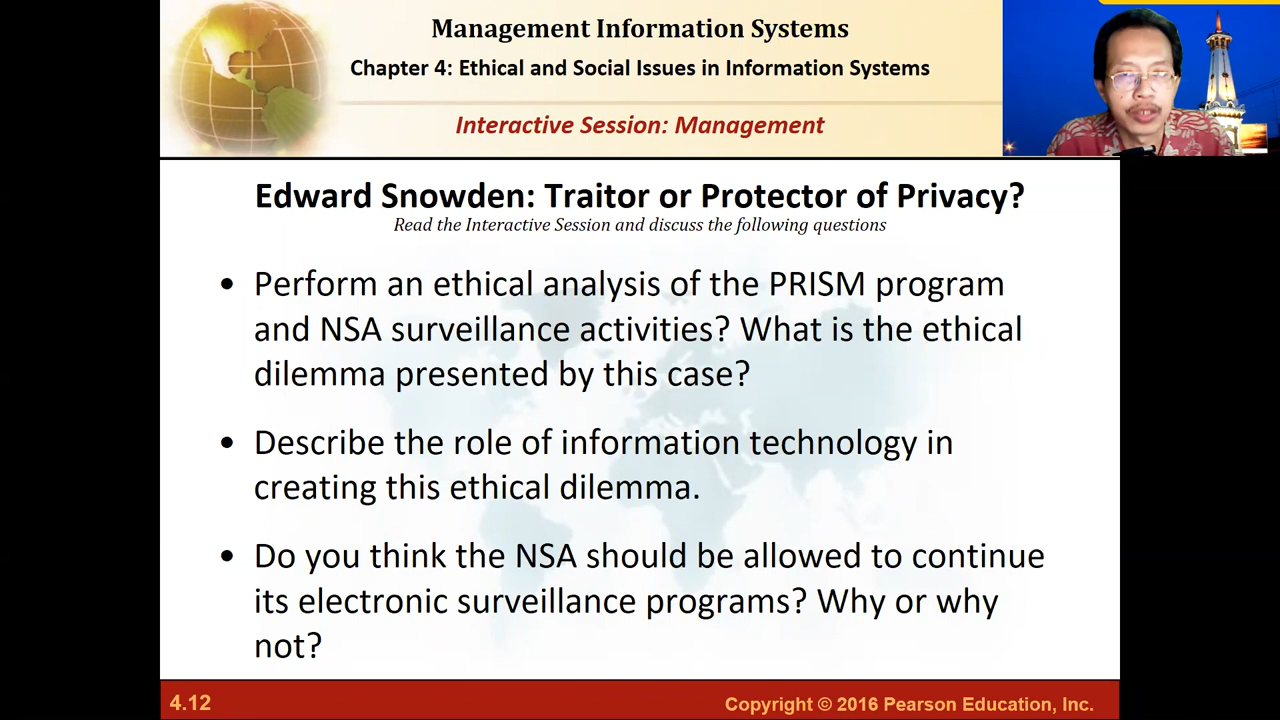 Management Information Systems
Chapter 4: Ethical and Social Issues in Information Systems
Interactive Session: Management
Edward Snowden: Traitor or Protector of Privacy?
Read the Interactive Session and discuss the following questions
• Perform an ethical analysis of the PRISM program
and NSA surveillance activities? What is the ethical
dilemma presented by this case?
• Describe the role of information technology in
creating this ethical dilemma.
• Do you think the NSA should be allowed to continue
its electronic surveillance programs? Why or why
not?
4.12
Copyright © 2016 Pearson Education, Inc.